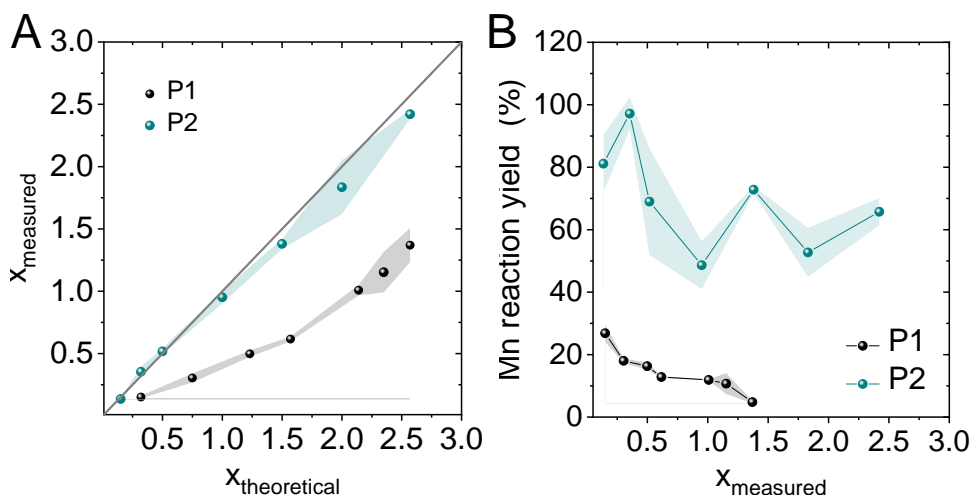 A
3.0
2.5
2.0
1.5
1.0
0.5
P1
P2
x_measured
0.5 1.0 1.5 2.0 2.5 3.0
x_theoretical
B
120
100
80
60
40
20
0
Mn reaction yield (%)
P1
P2
0.0 0.5 1.0 1.5 2.0 2.5 3.0
x_measured